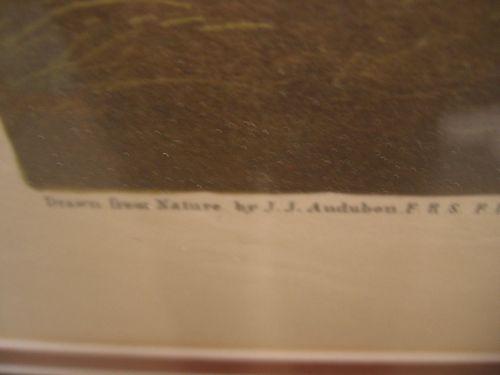 Drawn from Nature by J. J. Audubon. F. R. S. F.